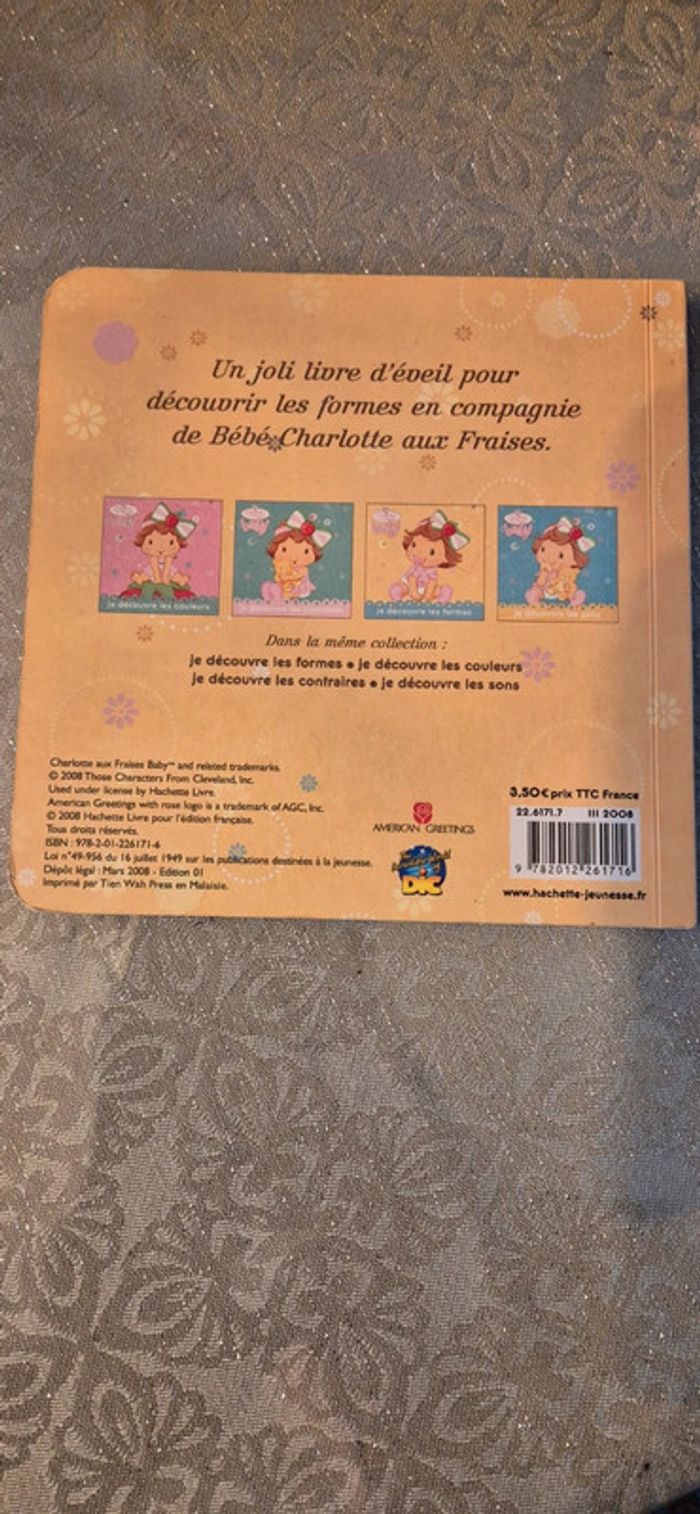 Un joli livre d'éveil pour
découvrir les formes en compagnie
de Bébé Charlotte aux Fraises.
je découvre les couleurs
je découvre les formes
Dans la même collection :
je découvre les formes • je découvre les couleurs
je découvre les contraires • je découvre les sons
Charlotte aux Fraises Baby™ and related trademarks.
© 2008 Those Characters From Cleveland, Inc.
Used under license by Hachette Livre.
American Greetings with rose logo is a trademark of AGC, Inc.
© 2008 Hachette Livre pour l'édition française.
Tous droits réservés.
ISBN : 978-2-01-226171-6
Loi n°49-956 du 16 juillet 1949 sur les publications destinées à la jeunesse.
Dépôt légal : Mars 2008 - Edition 01
Imprimé par Tien Wah Press en Malaisie.
AMERICAN GREETINGS
DIC
3,50€ prix TTC France
22.6171.7 III 2008
9 782012 261716
www.hachette-jeunesse.fr